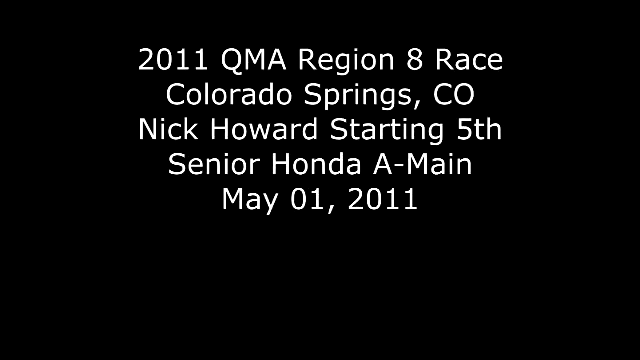 2011 QMA Region 8 Race
Colorado Springs, CO
Nick Howard Starting 5th
Senior Honda A-Main
May 01, 2011